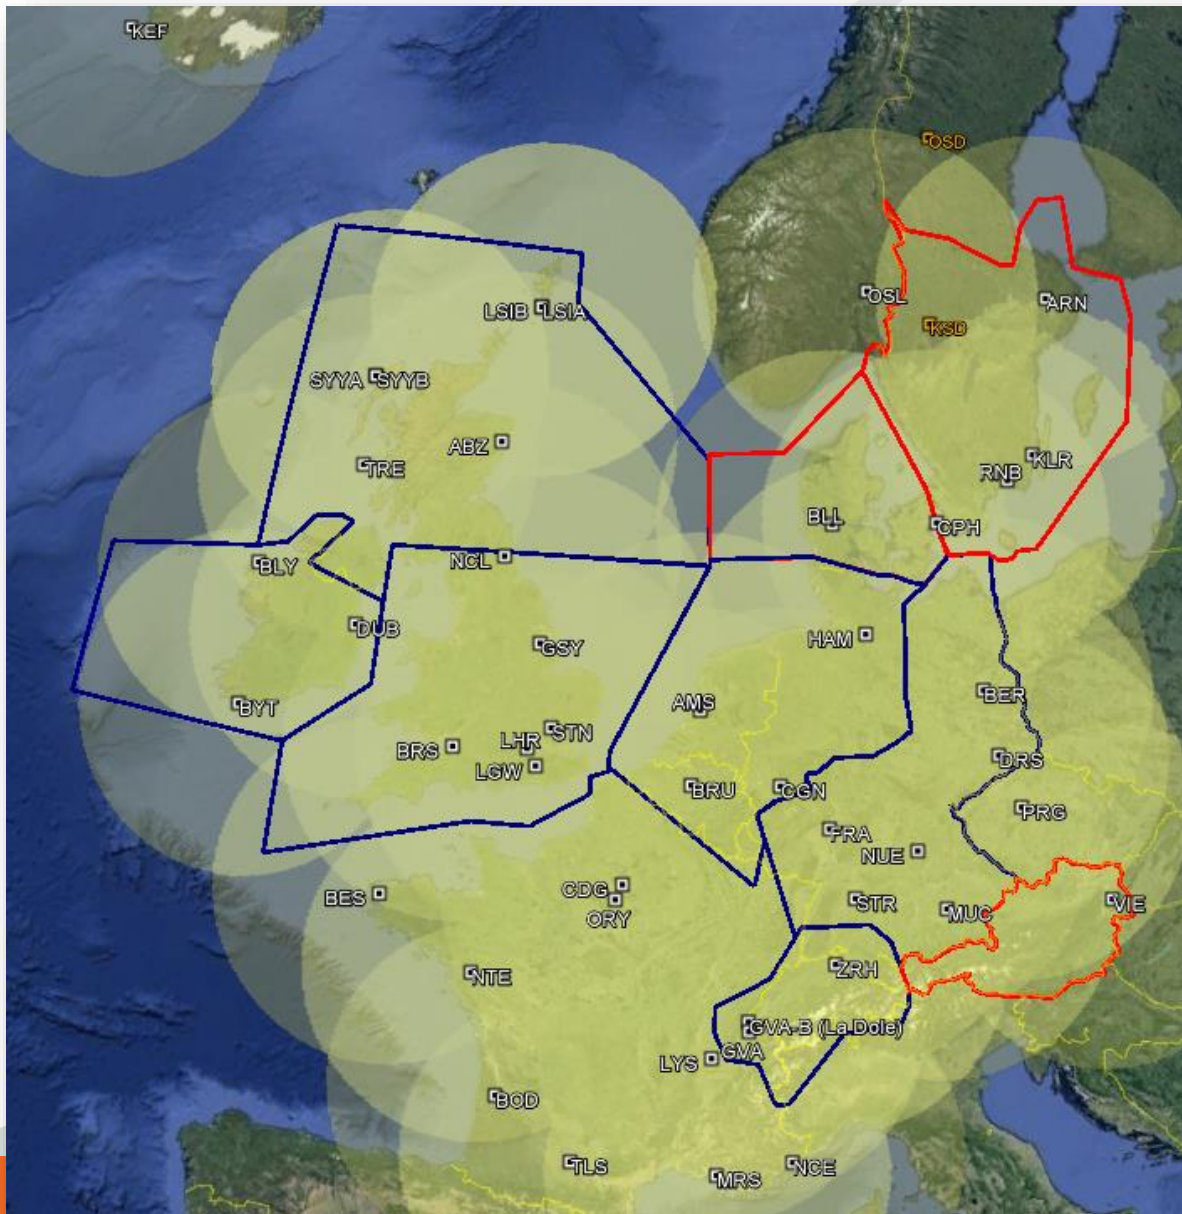 KEF
OSD
OSL
ARN
LSIB LSIA
KSD
SYYA SYYB
ABZ
TRE
KLR
RNB
BLL
CPH
NCL
BLY
DUB
HAM
GSY
BER
BYT
AMS
STN
LHR
BRS
LGW
DRS
BRU
CGN
PRG
FRA
NUE
CDG
BES
STR
MUC
VIE
ORY
ZRH
NTE
GVA-B (La Dole)
GVA
LYS
BOD
TLS
NCE
MRS